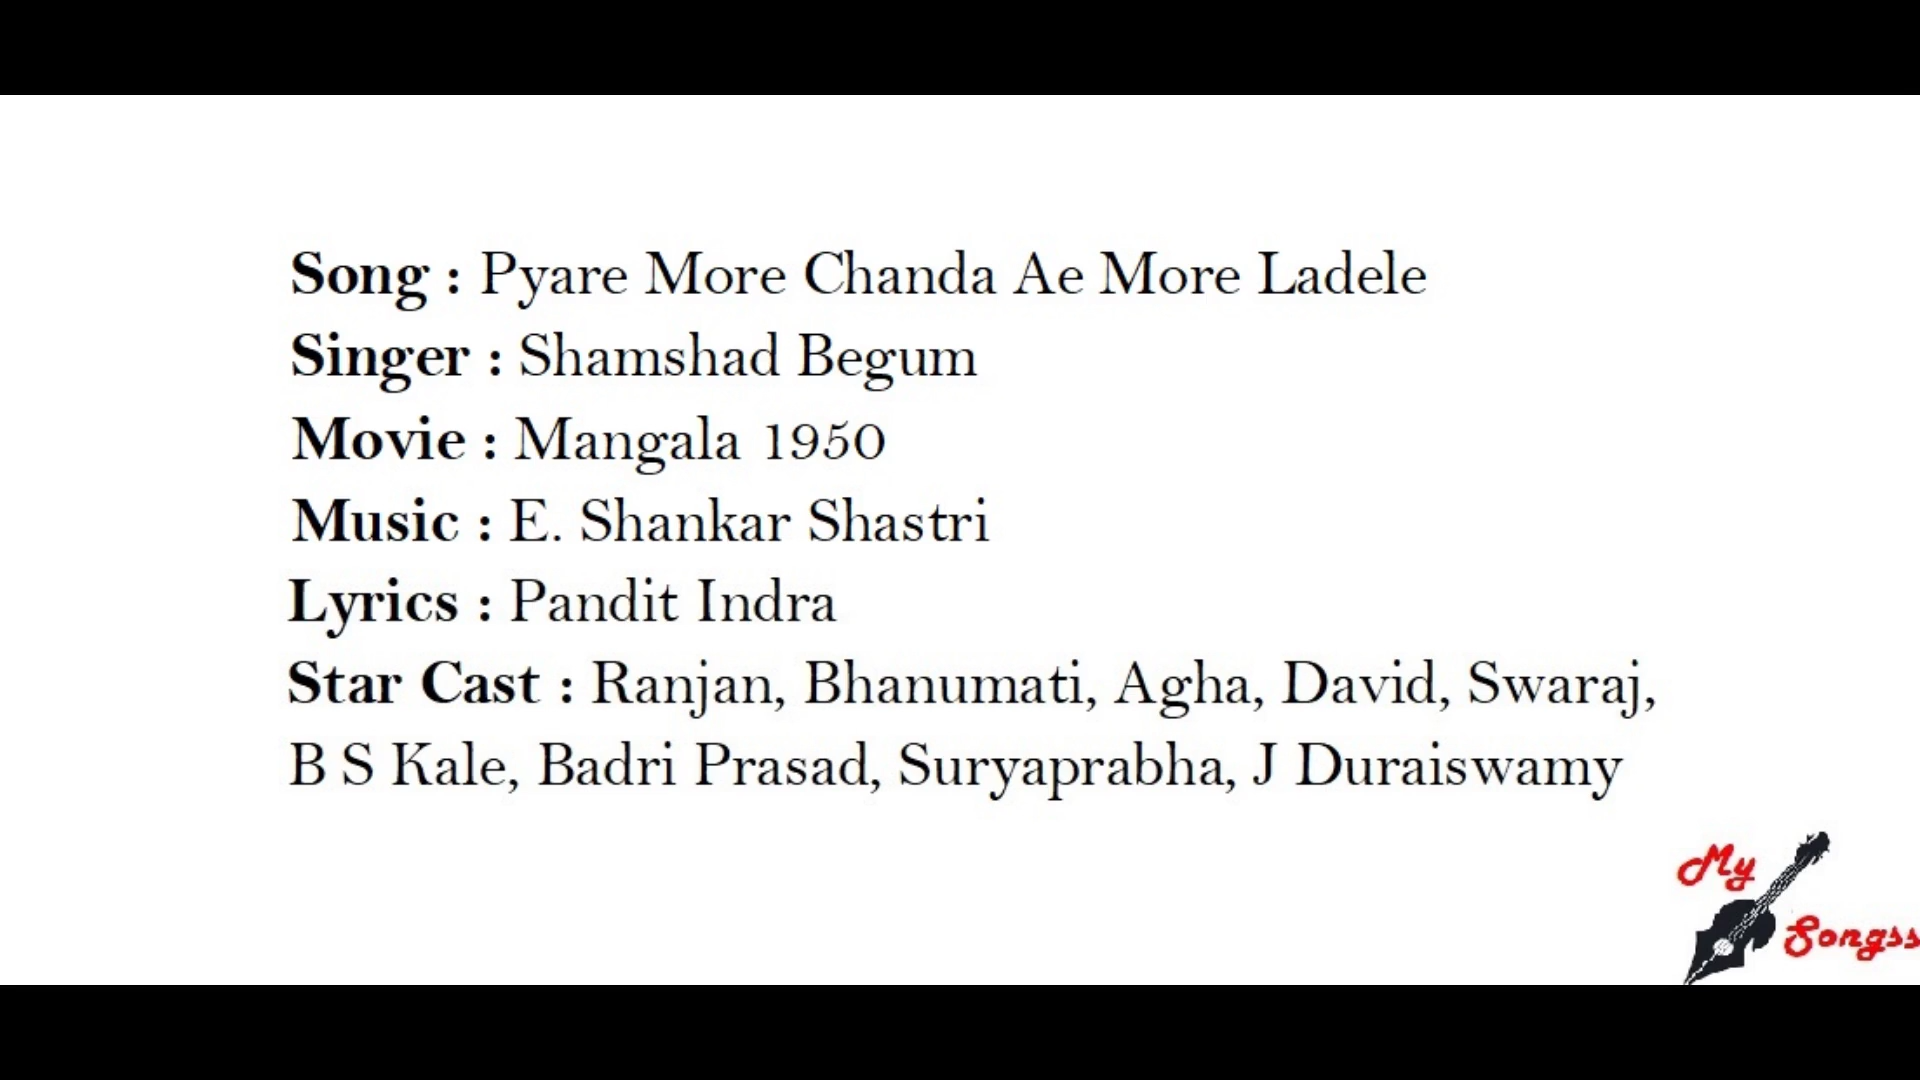 Song : Pyare More Chanda Ae More Ladele
Singer : Shamshad Begum
Movie : Mangala 1950
Music : E. Shankar Shastri
Lyrics : Pandit Indra
Star Cast : Ranjan, Bhanumati, Agha, David, Swaraj,
B S Kale, Badri Prasad, Suryaprabha, J Duraiswamy
My
Songss